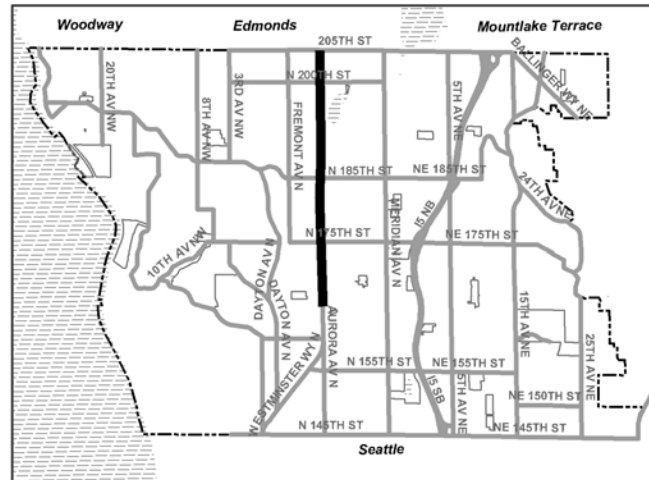 Woodway
Edmonds
Mountlake Terrace
205TH ST
BALLINGER WY NE
N 200TH ST
20TH AV NW
8TH AV NW
3RD AV NW
FREMONT AV N
5TH AV NE
N 185TH ST
NE 185TH ST
24TH AV NE
MERIDIAN AV N
I5 NB
10TH AV NW
N 175TH ST
NE 175TH ST
DAYTON AV N
DAYTON AV N
AURORA AV N
15TH AV NE
25TH AV NE
WESTMINSTER WY N
N 155TH ST
NE 155TH ST
I5 SB
5TH AV NE
NE 150TH ST
N 145TH ST
NE 145TH ST
Seattle